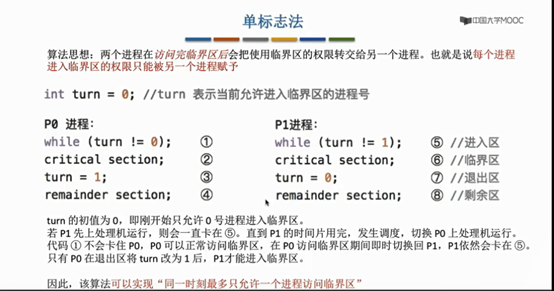 单标志法
中国大学MOOC
算法思想：两个进程在访问完临界区后会把使用临界区的权限转交给另一个进程。也就是说每个进程
进入临界区的权限只能被另一个进程赋予
int turn = 0; //turn 表示当前允许进入临界区的进程号
P0 进程： P1进程：
while (turn != 0); ① while (turn != 1); ⑤ //进入区
critical section; ② critical section; ⑥ //临界区
turn = 1; ③ turn = 0; ⑦ //退出区
remainder section; ④ remainder section; ⑧ //剩余区
turn 的初值为 0，即刚开始只允许 0 号进程进入临界区。
若 P1 先上处理机运行，则会一直卡在 ⑤。直到 P1 的时间片用完，发生调度，切换 P0 上处理机运行。
代码 ① 不会卡住 P0，P0 可以正常访问临界区，在 P0 访问临界区期间即时切换回 P1，P1依然会卡在 ⑤。
只有 P0 在退出区将 turn 改为 1 后，P1才能进入临界区。
因此，该算法可以实现“同一时刻最多只允许一个进程访问临界区”